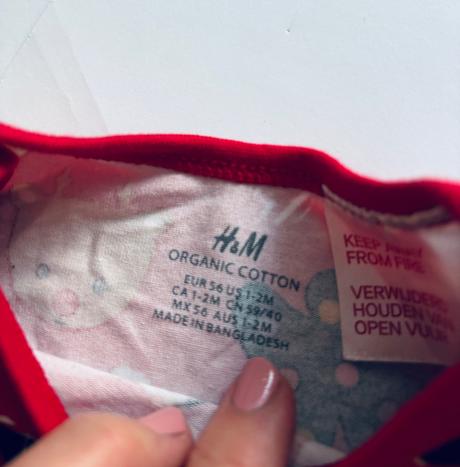 H&M
ORGANIC COTTON
EUR 56 US 1-2M
CA 1-2M CN 59/40
MX 56 AUS 1-2M
MADE IN BANGLADESH
KEEP AWAY
FROM FIRE
VERWIJDERD
HOUDEN VAN
OPEN VUUR